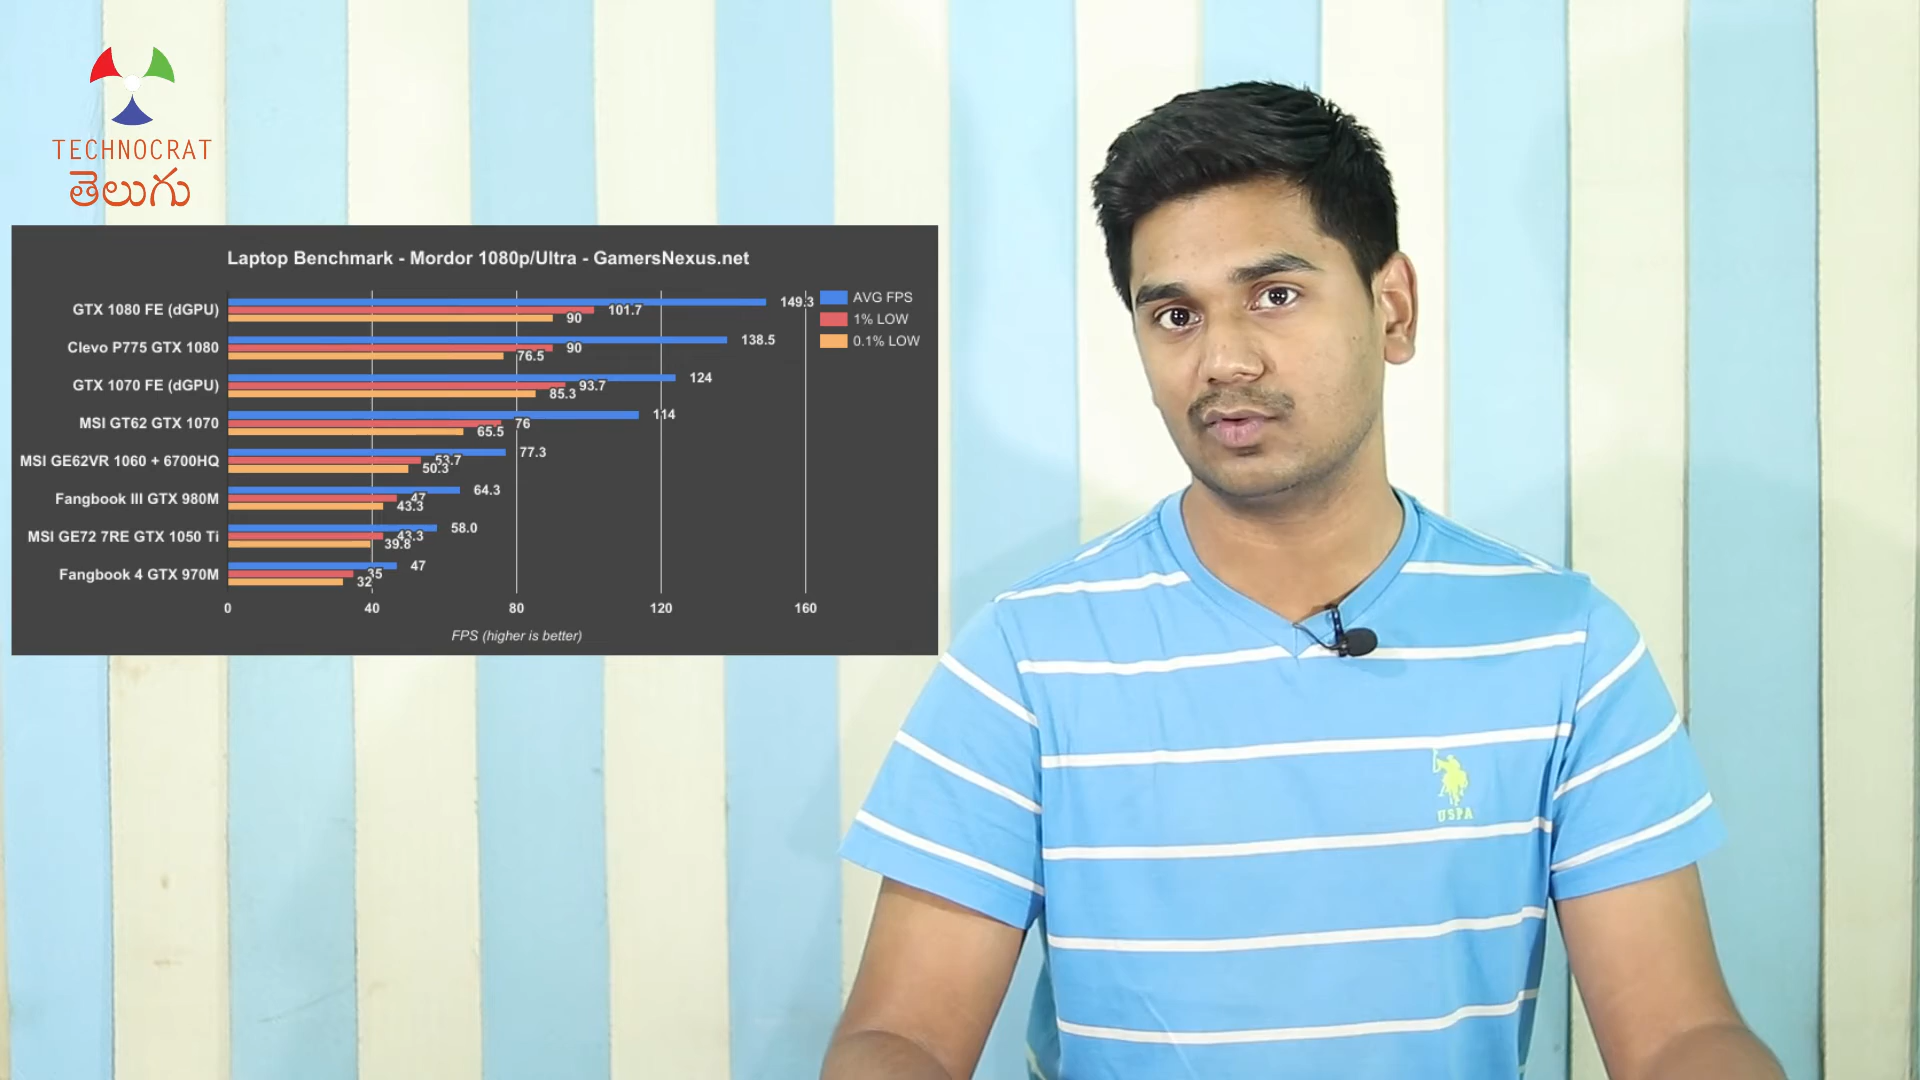 TECHNOCRAT
తెలుగు
Laptop Benchmark - Mordor 1080p/Ultra - GamersNexus.net
GTX 1080 FE (dGPU) 149.3 101.7 90
Clevo P775 GTX 1080 138.5 90 76.5
GTX 1070 FE (dGPU) 124 93.7 85.3
MSI GT62 GTX 1070 114 76 65.5
MSI GE62VR 1060 + 6700HQ 77.3 53.7 50.3
Fangbook III GTX 980M 64.3 47 43.3
MSI GE72 7RE GTX 1050 Ti 58.0 43.3 39.8
Fangbook 4 GTX 970M 47 35 32
0 40 80 120 160
FPS (higher is better)
AVG FPS
1% LOW
0.1% LOW
USPA